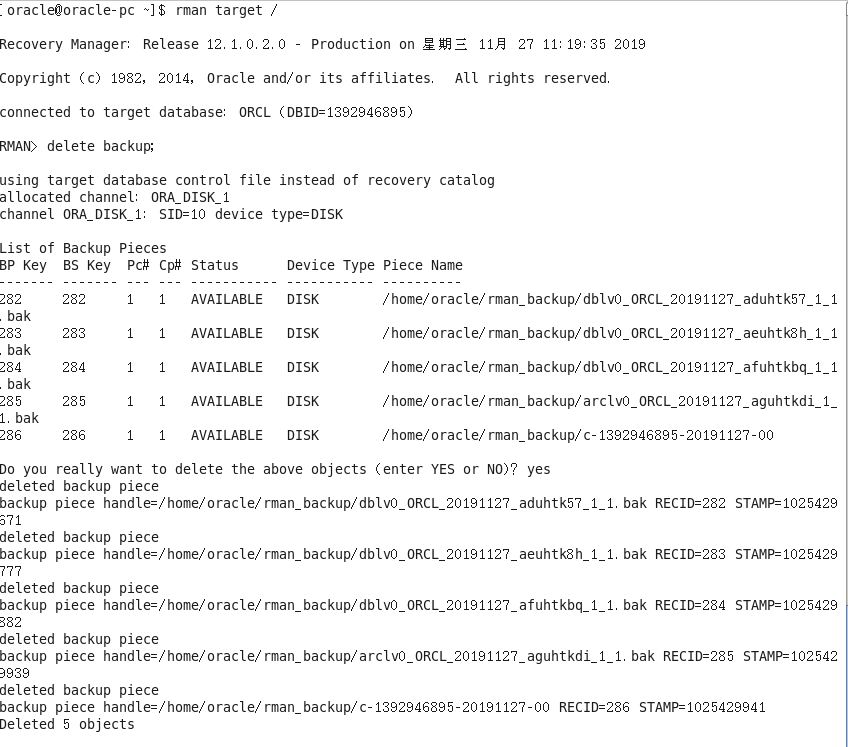 [oracle@oracle-pc ~]$ rman target /
Recovery Manager: Release 12.1.0.2.0 - Production on 星期三 11月 27 11:19:35 2019
Copyright (c) 1982, 2014, Oracle and/or its affiliates.  All rights reserved.
connected to target database: ORCL (DBID=1392946895)
RMAN> delete backup;
using target database control file instead of recovery catalog
allocated channel: ORA_DISK_1
channel ORA_DISK_1: SID=10 device type=DISK
List of Backup Pieces
BP Key  BS Key  Pc# Cp# Status      Device Type Piece Name
------- ------- --- --- ----------- ----------- ----------
282     282     1   1   AVAILABLE   DISK        /home/oracle/rman_backup/dblv0_ORCL_20191127_aduhtk57_1_1
.bak
283     283     1   1   AVAILABLE   DISK        /home/oracle/rman_backup/dblv0_ORCL_20191127_aeuhtk8h_1_1
.bak
284     284     1   1   AVAILABLE   DISK        /home/oracle/rman_backup/dblv0_ORCL_20191127_afuhtkbq_1_1
.bak
285     285     1   1   AVAILABLE   DISK        /home/oracle/rman_backup/arclv0_ORCL_20191127_aguhtkdi_1_
1.bak
286     286     1   1   AVAILABLE   DISK        /home/oracle/rman_backup/c-1392946895-20191127-00
Do you really want to delete the above objects (enter YES or NO)? yes
deleted backup piece
backup piece handle=/home/oracle/rman_backup/dblv0_ORCL_20191127_aduhtk57_1_1.bak RECID=282 STAMP=1025429
671
deleted backup piece
backup piece handle=/home/oracle/rman_backup/dblv0_ORCL_20191127_aeuhtk8h_1_1.bak RECID=283 STAMP=1025429
777
deleted backup piece
backup piece handle=/home/oracle/rman_backup/dblv0_ORCL_20191127_afuhtkbq_1_1.bak RECID=284 STAMP=1025429
882
deleted backup piece
backup piece handle=/home/oracle/rman_backup/arclv0_ORCL_20191127_aguhtkdi_1_1.bak RECID=285 STAMP=102542
9939
deleted backup piece
backup piece handle=/home/oracle/rman_backup/c-1392946895-20191127-00 RECID=286 STAMP=1025429941
Deleted 5 objects